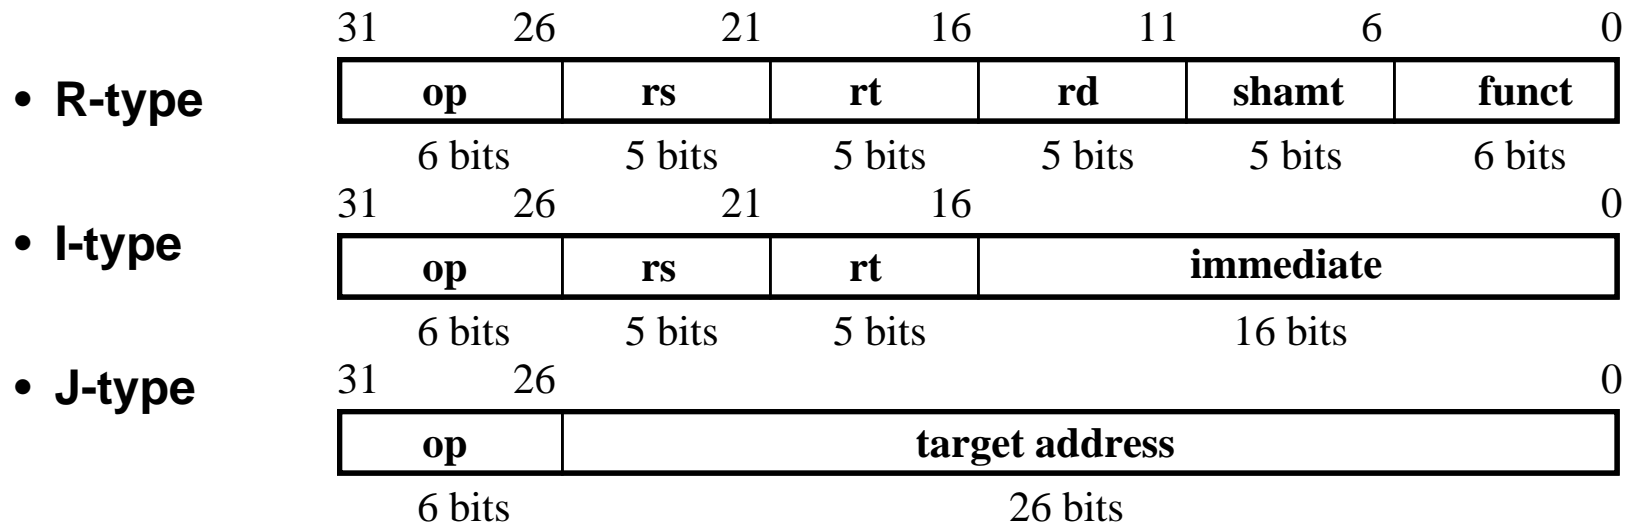 31 26 21 16 11 6 0
• R-type op rs rt rd shamt funct
6 bits 5 bits 5 bits 5 bits 5 bits 6 bits
31 26 21 16 0
• I-type op rs rt immediate
6 bits 5 bits 5 bits 16 bits
31 26 0
• J-type op target address
6 bits 26 bits